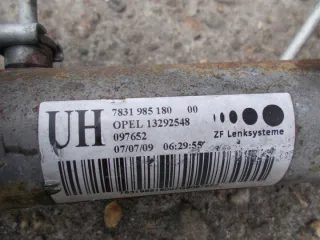 UH
7831 985 180 00
OPEL 13292548
097652
07/07/09 06:29:55
ZF Lenksysteme